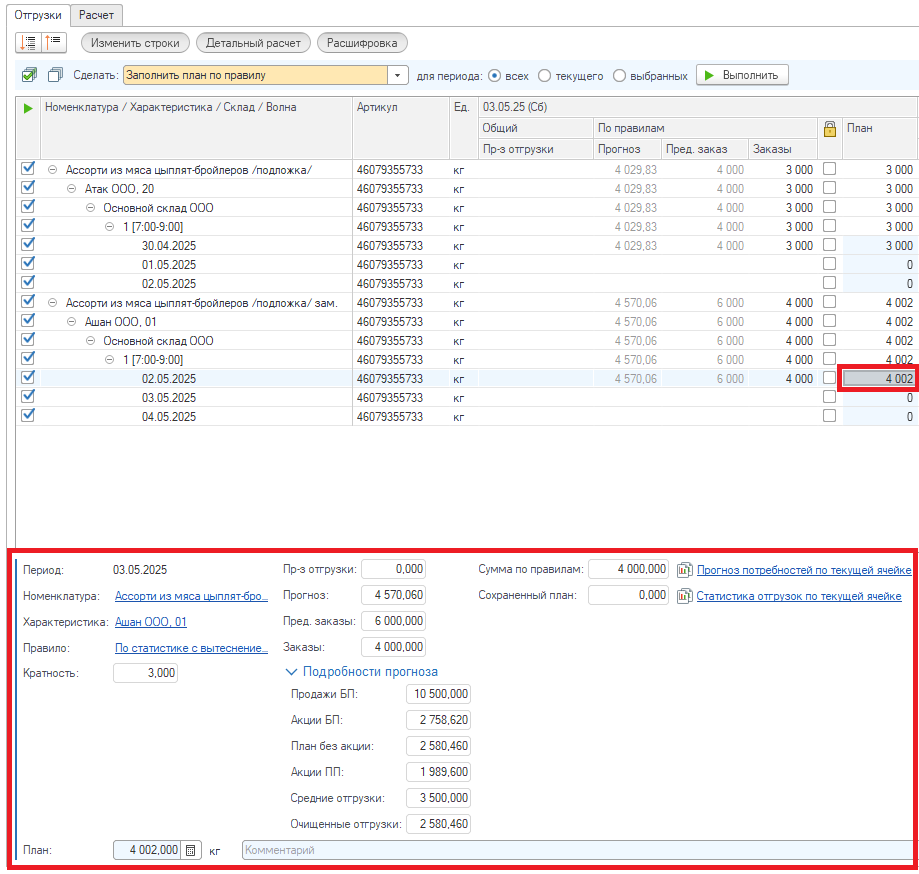 Отгрузки Расчет
Изменить строки Детальный расчет Расшифровка
Сделать: Заполнить план по правилу для периода: всех текущего выбранных Выполнить
Номенклатура / Характеристика / Склад / Волна Артикул Ед. 03.05.25 (Сб)
Общий По правилам План
Пр-з отгрузки Прогноз Пред. заказ Заказы
Ассорти из мяса цыплят-бройлеров /подложка/ 46079355733 кг 4 029,83 4 000 3 000 3 000
Атак ООО, 20 46079355733 кг 4 029,83 4 000 3 000 3 000
Основной склад ООО 46079355733 кг 4 029,83 4 000 3 000 3 000
1 [7:00-9:00] 46079355733 кг 4 029,83 4 000 3 000 3 000
30.04.2025 46079355733 кг 4 029,83 4 000 3 000 3 000
01.05.2025 46079355733 кг 0
02.05.2025 46079355733 кг 0
Ассорти из мяса цыплят-бройлеров /подложка/ зам. 46079355733 кг 4 570,06 6 000 4 000 4 002
Ашан ООО, 01 46079355733 кг 4 570,06 6 000 4 000 4 002
Основной склад ООО 46079355733 кг 4 570,06 6 000 4 000 4 002
1 [7:00-9:00] 46079355733 кг 4 570,06 6 000 4 000 4 002
02.05.2025 46079355733 кг 4 570,06 6 000 4 000 4 002
03.05.2025 46079355733 кг 0
04.05.2025 46079355733 кг 0
Период: 03.05.2025 Пр-з отгрузки: 0,000 Сумма по правилам: 4 000,000 Прогноз потребностей по текущей ячейке
Номенклатура: Ассорти из мяса цыплят-бро... Прогноз: 4 570,060 Сохраненный план: 0,000 Статистика отгрузок по текущей ячейке
Характеристика: Ашан ООО, 01 Пред. заказы: 6 000,000
Правило: По статистике с вытеснение... Заказы: 4 000,000
Кратность: 3,000 Подробности прогноза
Продажи БП: 10 500,000
Акции БП: 2 758,620
План без акции: 2 580,460
Акции ПП: 1 989,600
Средние отгрузки: 3 500,000
Очищенные отгрузки: 2 580,460
План: 4 002,000 кг Комментарий